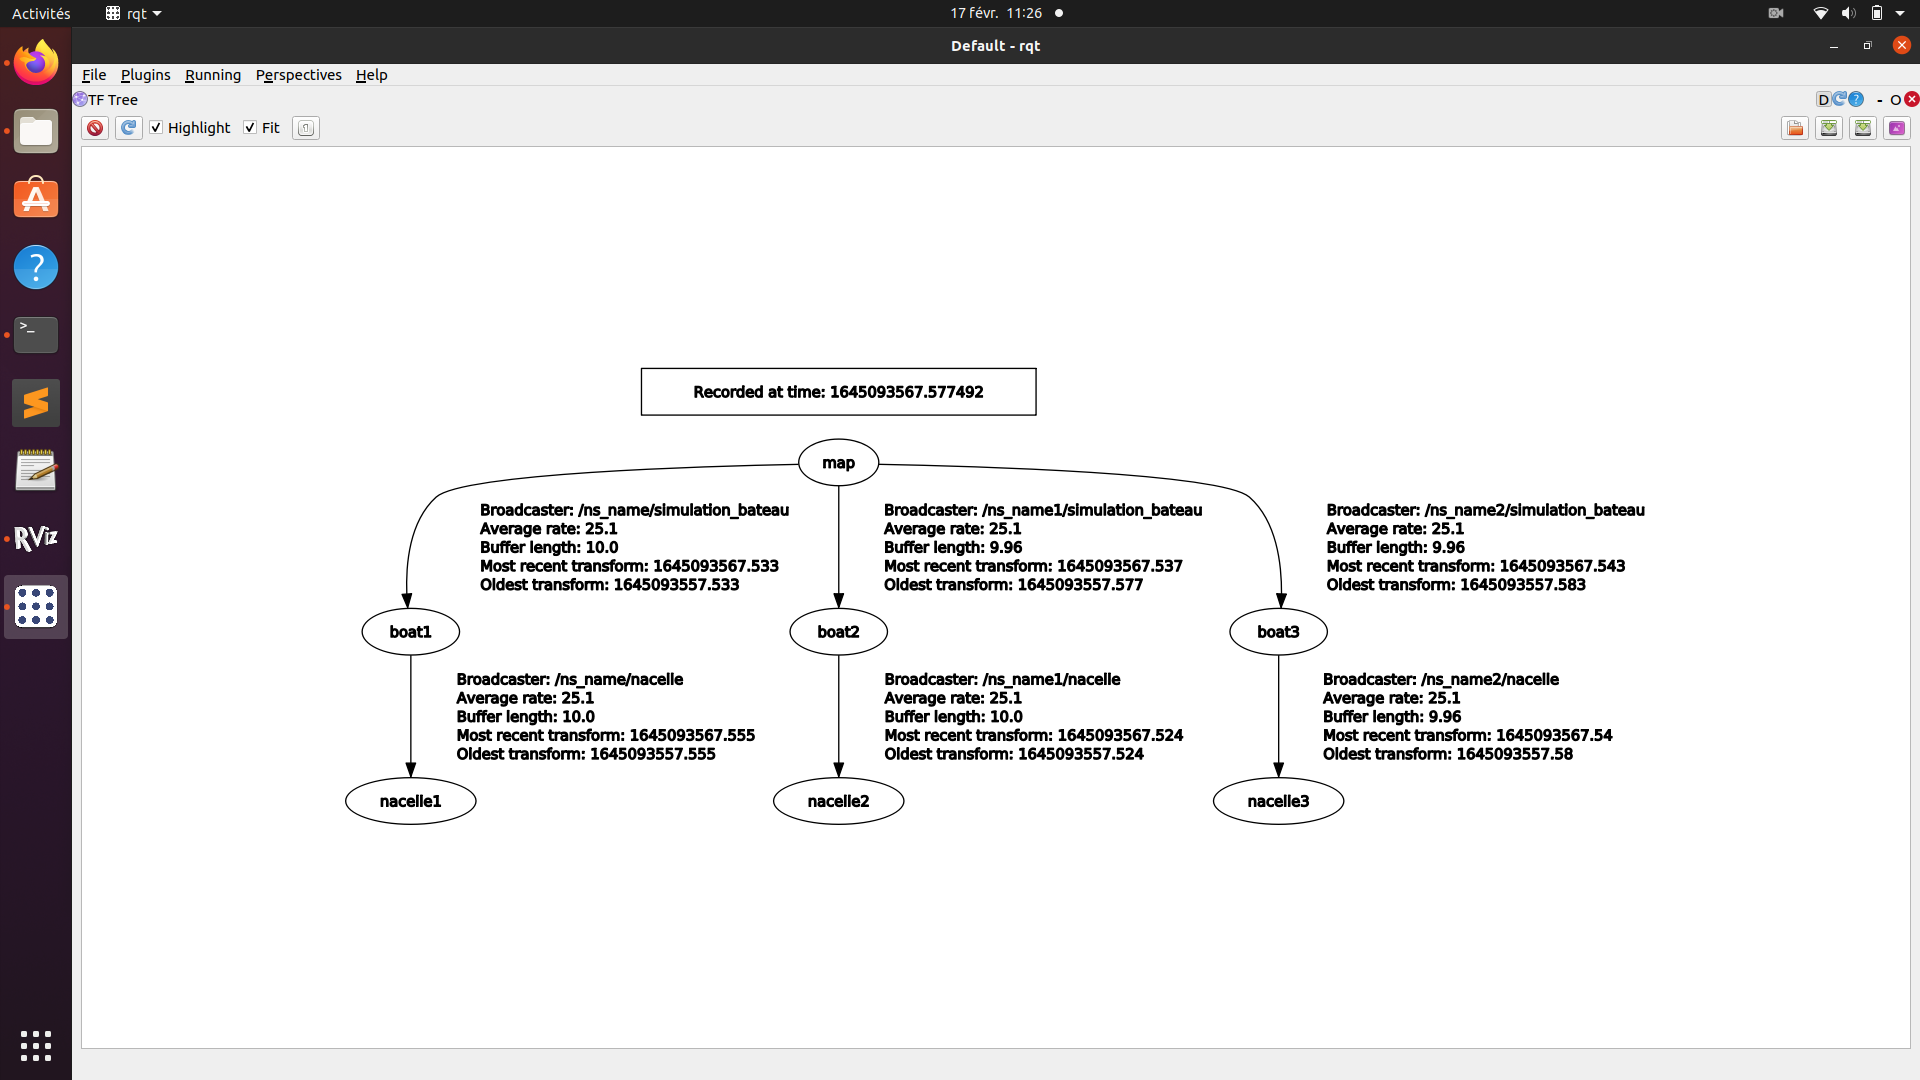 Activités
rqt
17 févr. 11:26
Default - rqt
File Plugins Running Perspectives Help
TF Tree
D
?
- O
Highlight
Fit
Recorded at time: 1645093567.577492
map
Broadcaster: /ns_name/simulation_bateau
Average rate: 25.1
Buffer length: 10.0
Most recent transform: 1645093567.533
Oldest transform: 1645093557.533
Broadcaster: /ns_name1/simulation_bateau
Average rate: 25.1
Buffer length: 9.96
Most recent transform: 1645093567.537
Oldest transform: 1645093557.577
Broadcaster: /ns_name2/simulation_bateau
Average rate: 25.1
Buffer length: 9.96
Most recent transform: 1645093567.543
Oldest transform: 1645093557.583
boat1
boat2
boat3
Broadcaster: /ns_name/nacelle
Average rate: 25.1
Buffer length: 10.0
Most recent transform: 1645093567.555
Oldest transform: 1645093557.555
Broadcaster: /ns_name1/nacelle
Average rate: 25.1
Buffer length: 10.0
Most recent transform: 1645093567.524
Oldest transform: 1645093557.524
Broadcaster: /ns_name2/nacelle
Average rate: 25.1
Buffer length: 9.96
Most recent transform: 1645093567.54
Oldest transform: 1645093557.58
nacelle1
nacelle2
nacelle3
?
>_
RViz